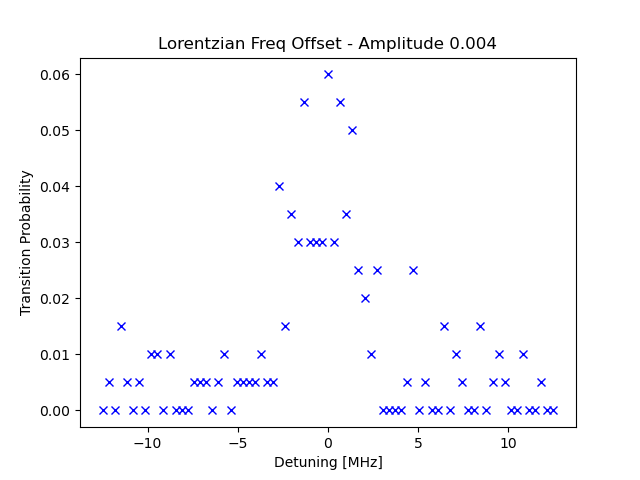 Lorentzian Freq Offset - Amplitude 0.004
Transition Probability
0.06
0.05
0.04
0.03
0.02
0.01
0.00
−10 −5 0 5 10
Detuning [MHz]